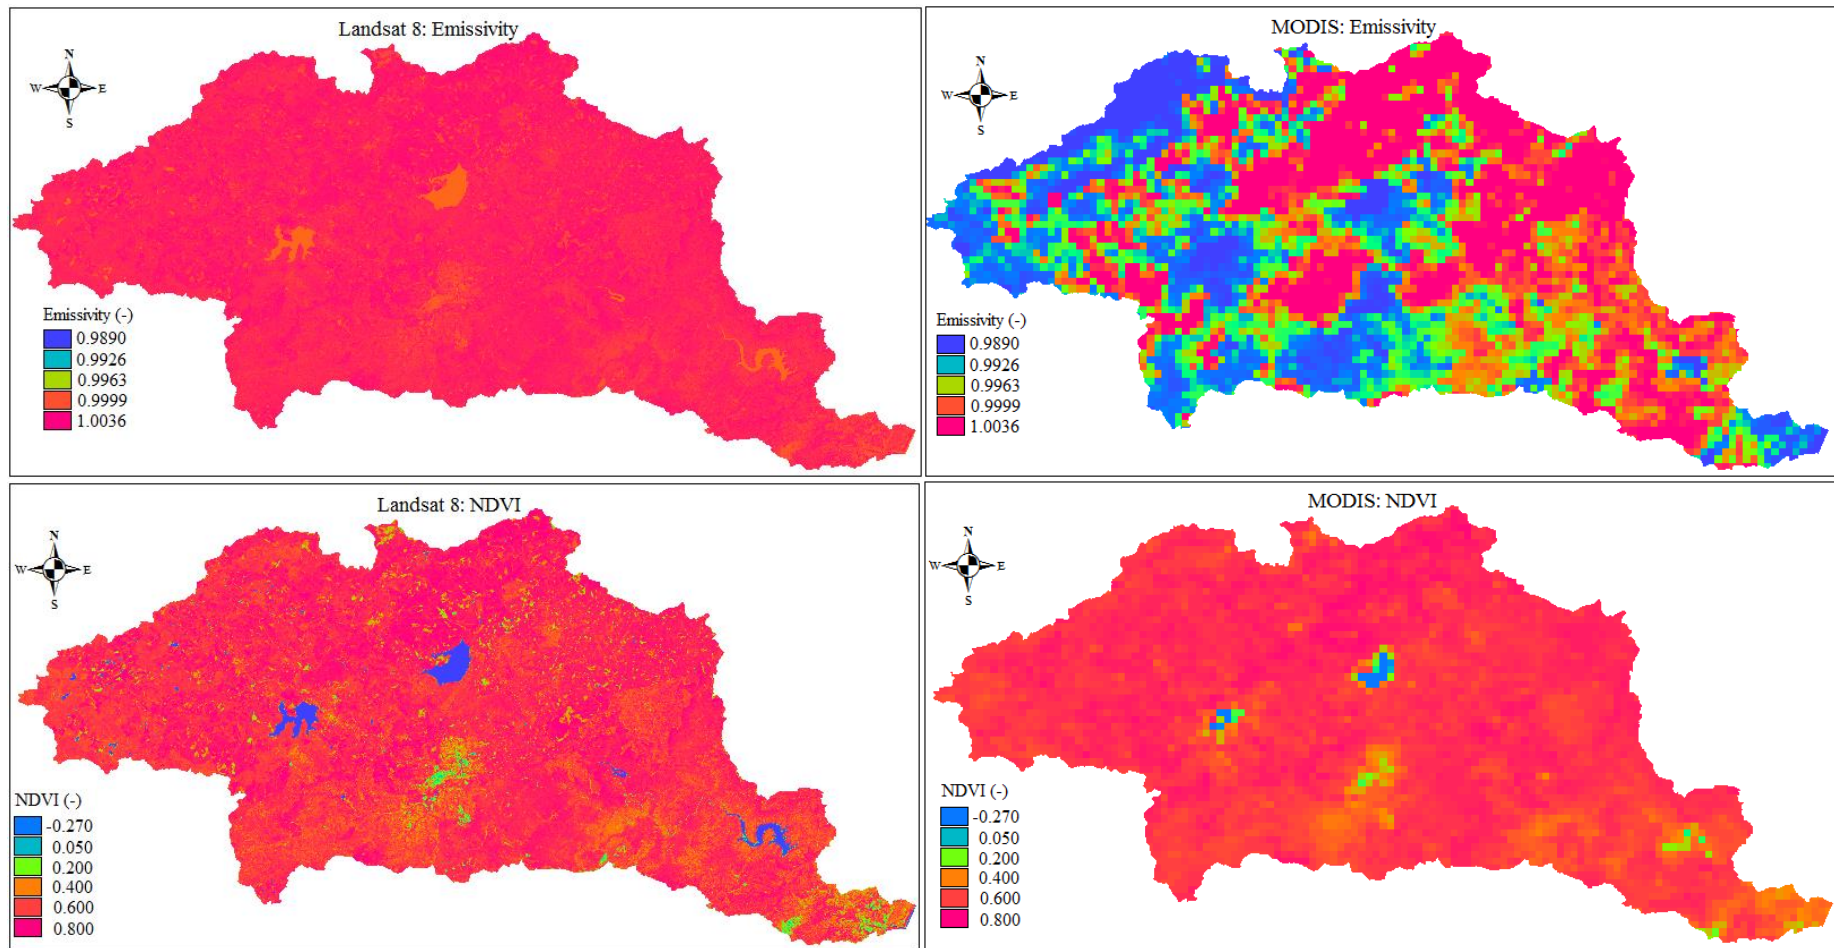 Landsat 8: Emissivity
N
W E
S
Emissivity (-)
0.9890
0.9926
0.9963
0.9999
1.0036
MODIS: Emissivity
N
W E
S
Emissivity (-)
0.9890
0.9926
0.9963
0.9999
1.0036
Landsat 8: NDVI
N
W E
S
NDVI (-)
-0.270
0.050
0.200
0.400
0.600
0.800
MODIS: NDVI
N
W E
S
NDVI (-)
-0.270
0.050
0.200
0.400
0.600
0.800